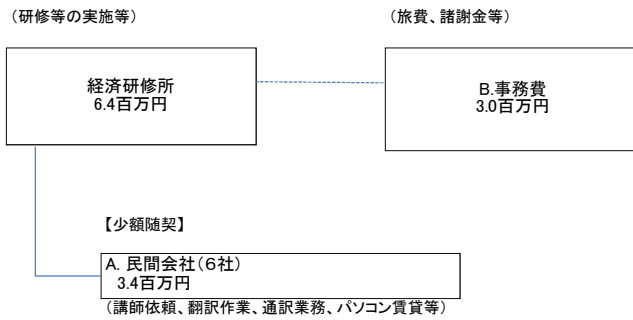 （研修等の実施等）
（旅費、諸謝金等）
経済研修所
6.4百万円
B.事務費
3.0百万円
【少額随契】
A. 民間会社（６社）
3.4百万円
（講師依頼、翻訳作業、通訳業務、パソコン賃貸等）